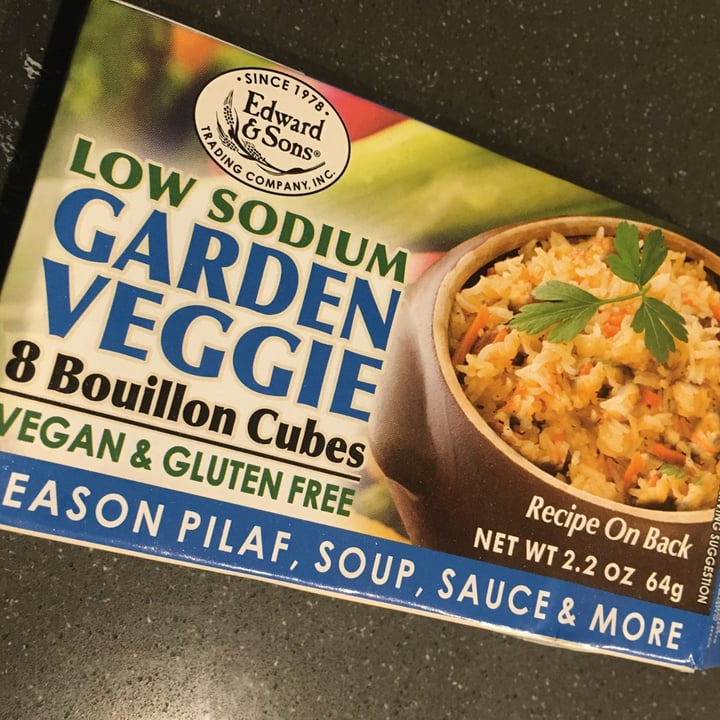 • SINCE 1978 •
Edward
& Sons®
TRADING COMPANY, INC.
LOW SODIUM
GARDEN
VEGGIE
8 Bouillon Cubes
VEGAN & GLUTEN FREE
EASON PILAF, SOUP, SAUCE & MORE
Recipe On Back
NET WT 2.2 OZ 64g
SUGGESTION